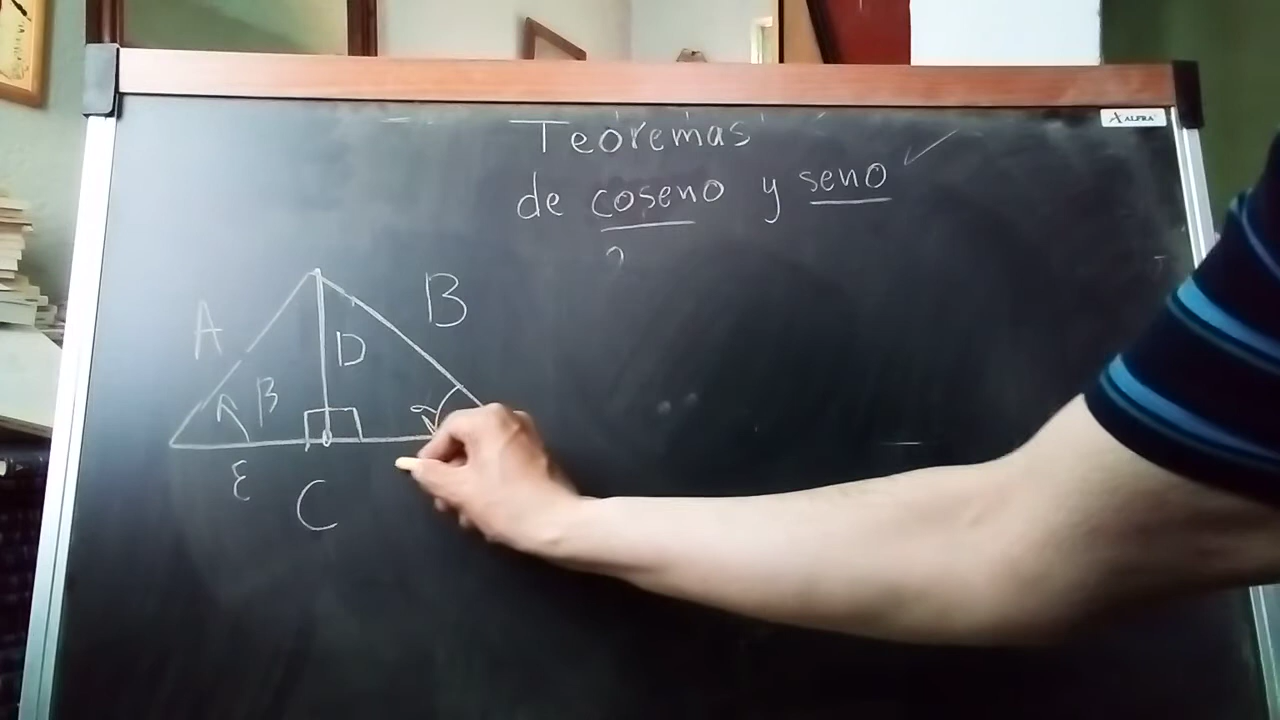 ALFRA
Teoremas
de coseno y seno ✓
?
A
B
D
β
E
C